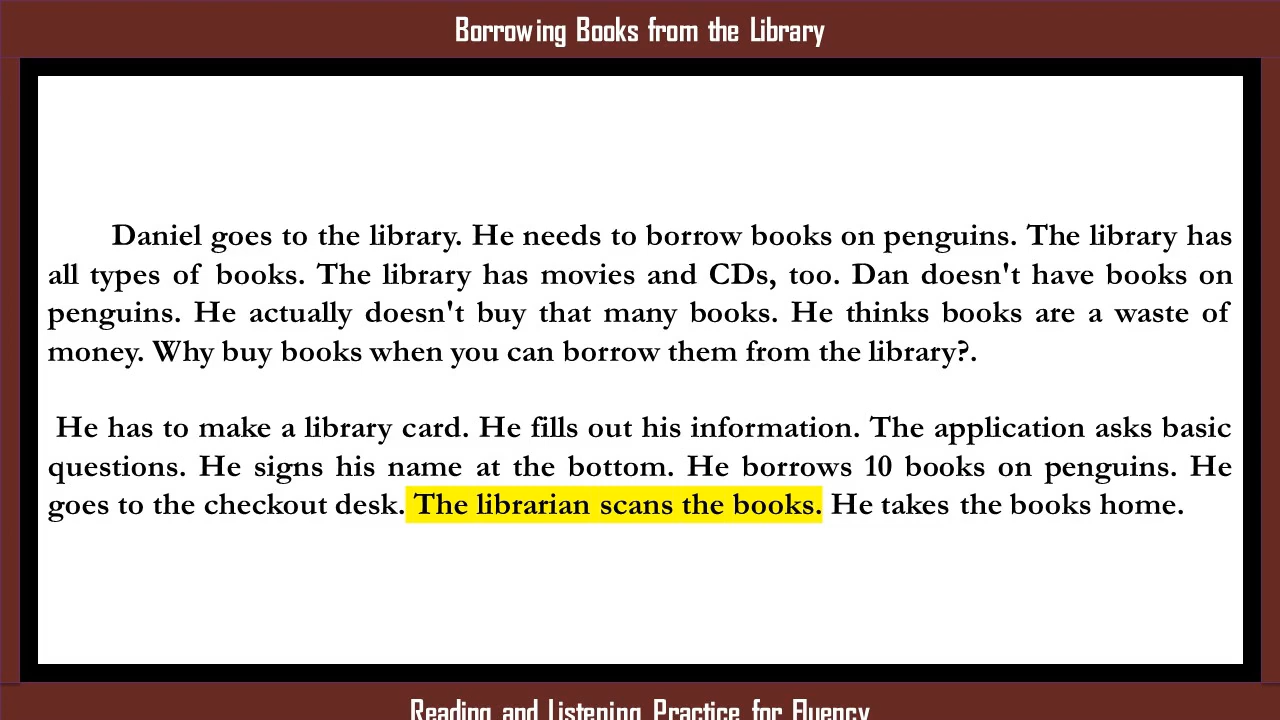 Borrowing Books from the Library
Daniel goes to the library. He needs to borrow books on penguins. The library has
all types of books. The library has movies and CDs, too. Dan doesn't have books on
penguins. He actually doesn't buy that many books. He thinks books are a waste of
money. Why buy books when you can borrow them from the library?.
He has to make a library card. He fills out his information. The application asks basic
questions. He signs his name at the bottom. He borrows 10 books on penguins. He
goes to the checkout desk. The librarian scans the books. He takes the books home.
Reading and Listening Practice for Fluency